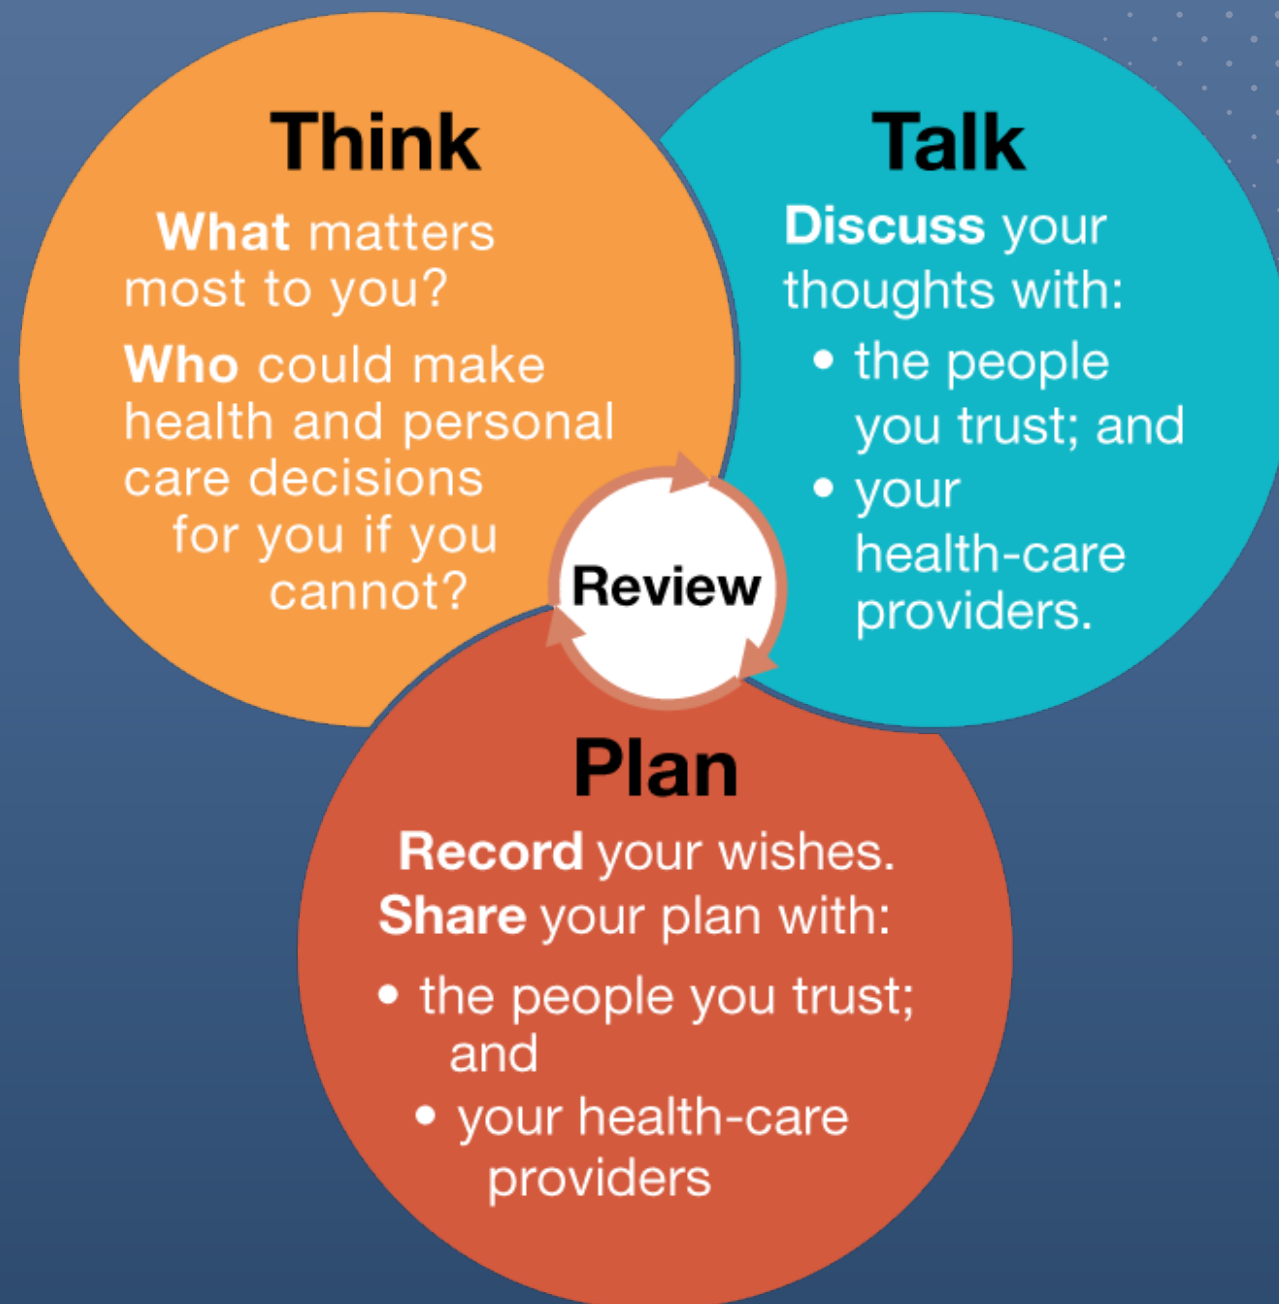 Think
What matters
most to you?
Who could make
health and personal
care decisions
for you if you
cannot?
Talk
Discuss your
thoughts with:
• the people
you trust; and
• your
health-care
providers.
Review
Plan
Record your wishes.
Share your plan with:
• the people you trust;
and
• your health-care
providers